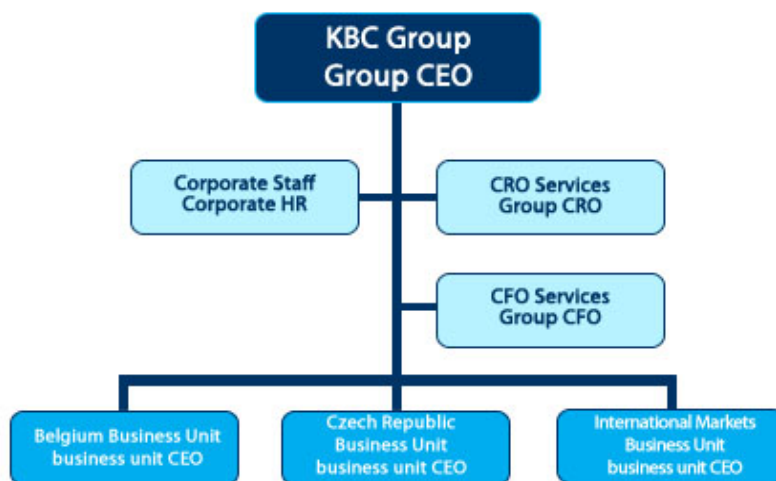 KBC Group
Group CEO
Corporate Staff
Corporate HR
CRO Services
Group CRO
CFO Services
Group CFO
Belgium Business Unit
business unit CEO
Czech Republic
Business Unit
business unit CEO
International Markets
Business Unit
business unit CEO